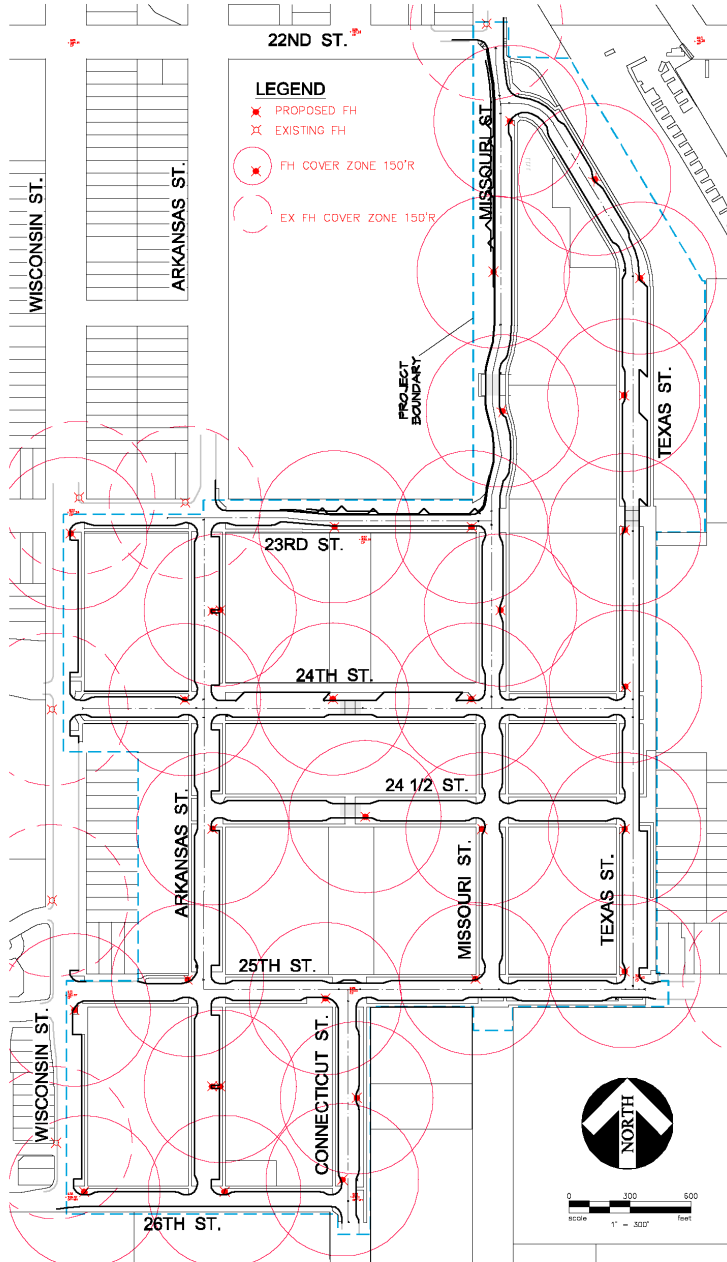 22ND ST.
LEGEND
PROPOSED FH
EXISTING FH
FH COVER ZONE 150'R
EX FH COVER ZONE 150'R
WISCONSIN ST.
ARKANSAS ST.
MISSOURI ST.
PROJECT
BOUNDARY
TEXAS ST.
23RD ST.
24TH ST.
24 1/2 ST.
ARKANSAS ST.
MISSOURI ST.
TEXAS ST.
25TH ST.
WISCONSIN ST.
CONNECTICUT ST.
26TH ST.
NORTH
0 300 600
scale feet
1" = 300'